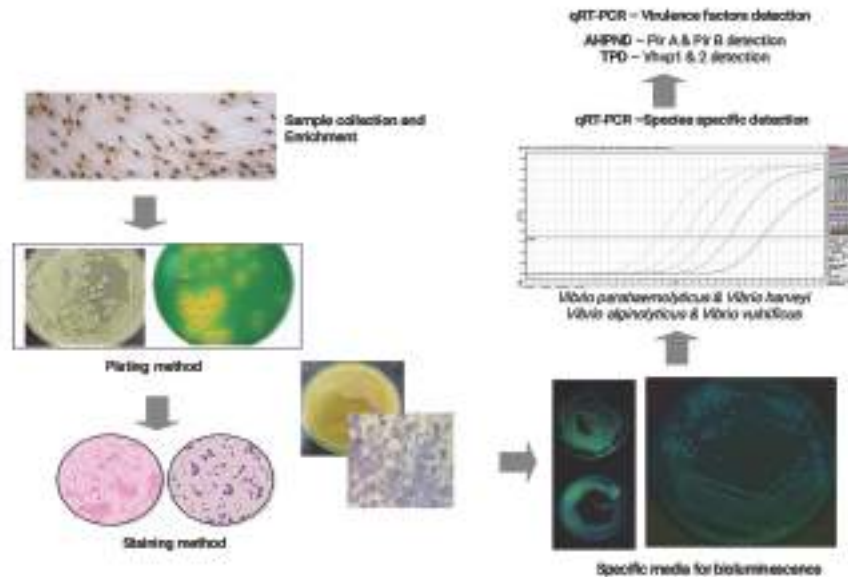 qRT-PCR – Virulence factors detection
AHPND – Pir A & Pir B detection
TPD – Vhvp1 & 2 detection
Sample collection and
Enrichment
qRT-PCR –Species specific detection
Vibrio parahaemolyticus & Vibrio harveyi
Vibrio alginolyticus & Vibrio vulnificus
Plating method
Staining method
Specific media for bioluminescence